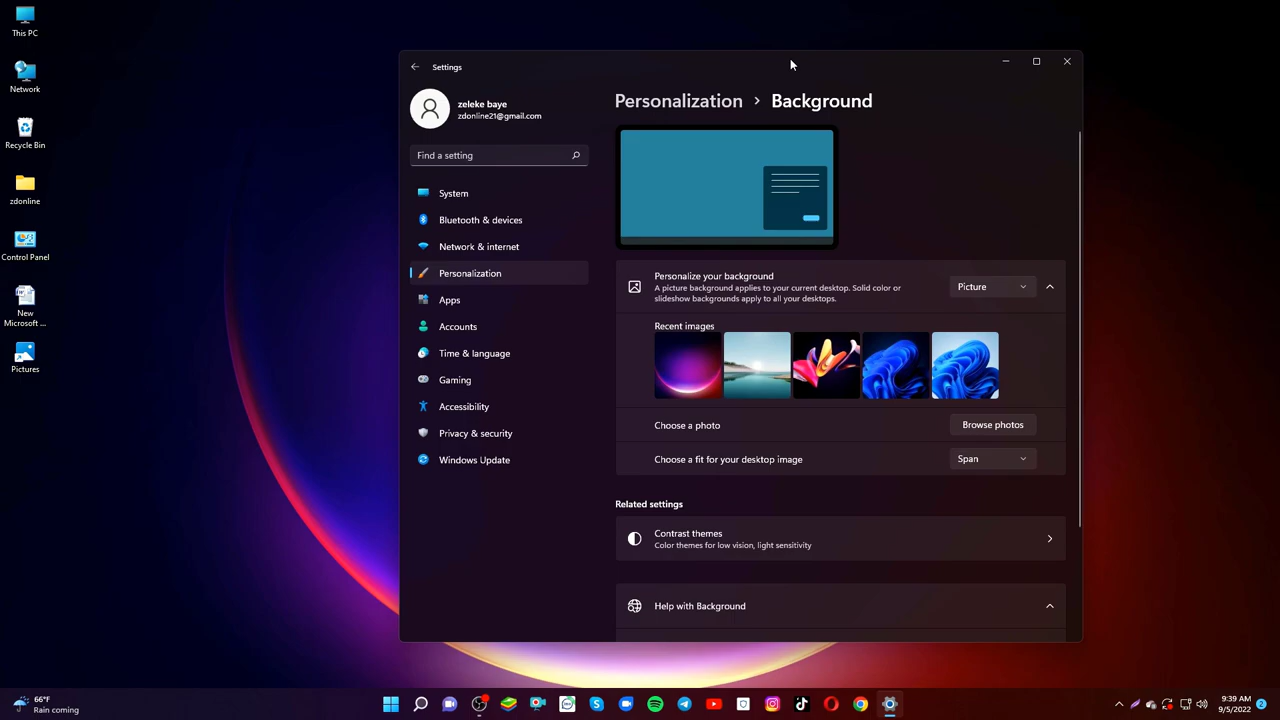 This PC
Network
Recycle Bin
zdonline
Control Panel
New
Microsoft ...
Pictures
Settings
zeleke baye
zdonline21@gmail.com
Find a setting
System
Bluetooth & devices
Network & internet
Personalization
Apps
Accounts
Time & language
Gaming
Accessibility
Privacy & security
Windows Update
Personalization > Background
Personalize your background
A picture background applies to your current desktop. Solid color or
slideshow backgrounds apply to all your desktops.
Picture
Recent images
Choose a photo
Browse photos
Choose a fit for your desktop image
Span
Related settings
Contrast themes
Color themes for low vision, light sensitivity
Help with Background
66°F
Rain coming
9:39 AM
9/5/2022
2